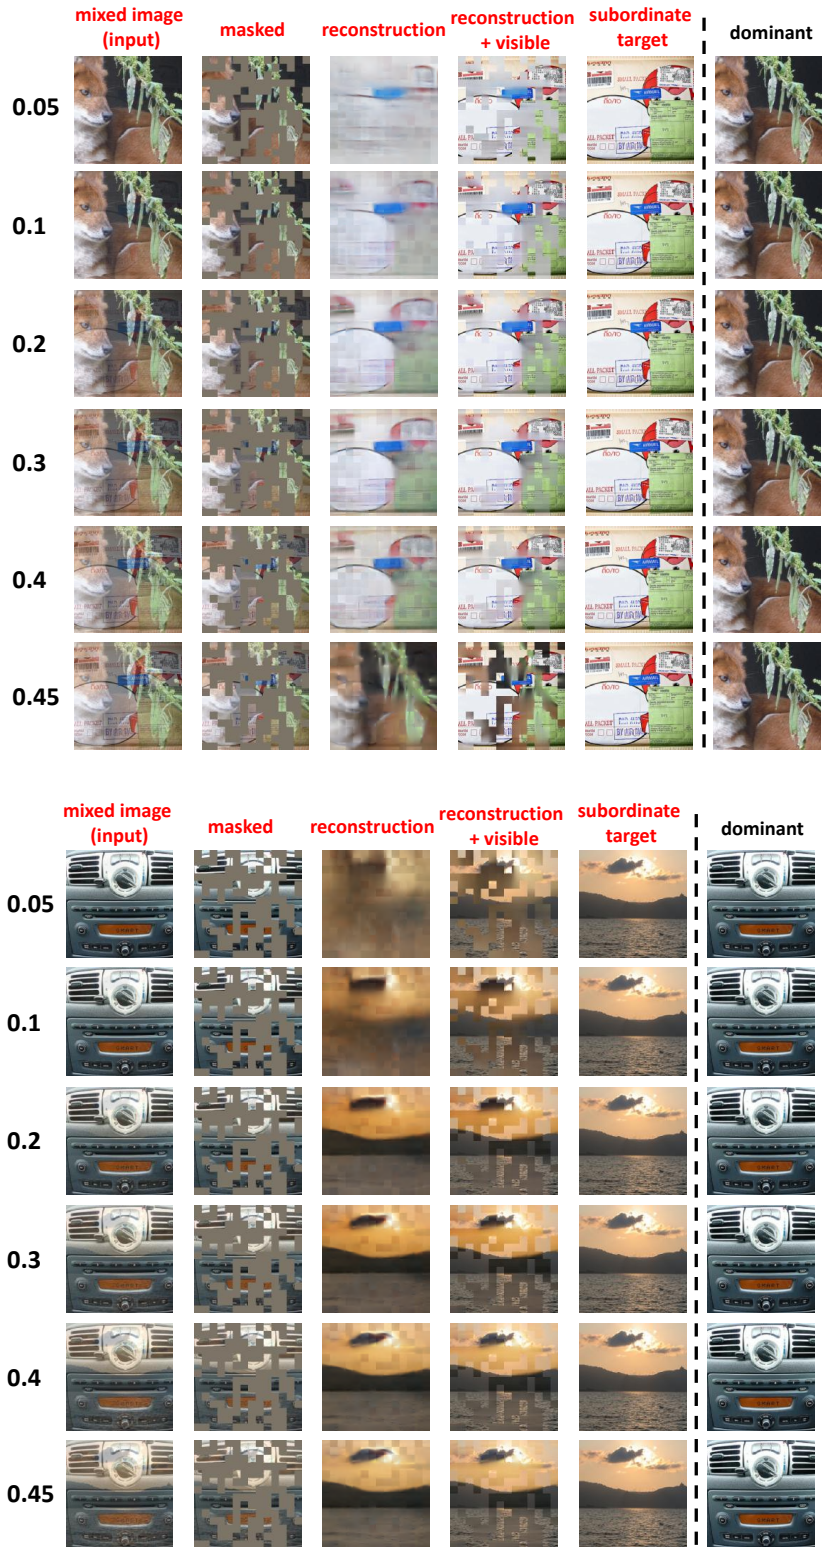 mixed image
(input)
masked
reconstruction
reconstruction
+ visible
subordinate
target
dominant
0.05
0.1
0.2
0.3
0.4
0.45
mixed image
(input)
masked
reconstruction
reconstruction
+ visible
subordinate
target
dominant
0.05
0.1
0.2
0.3
0.4
0.45